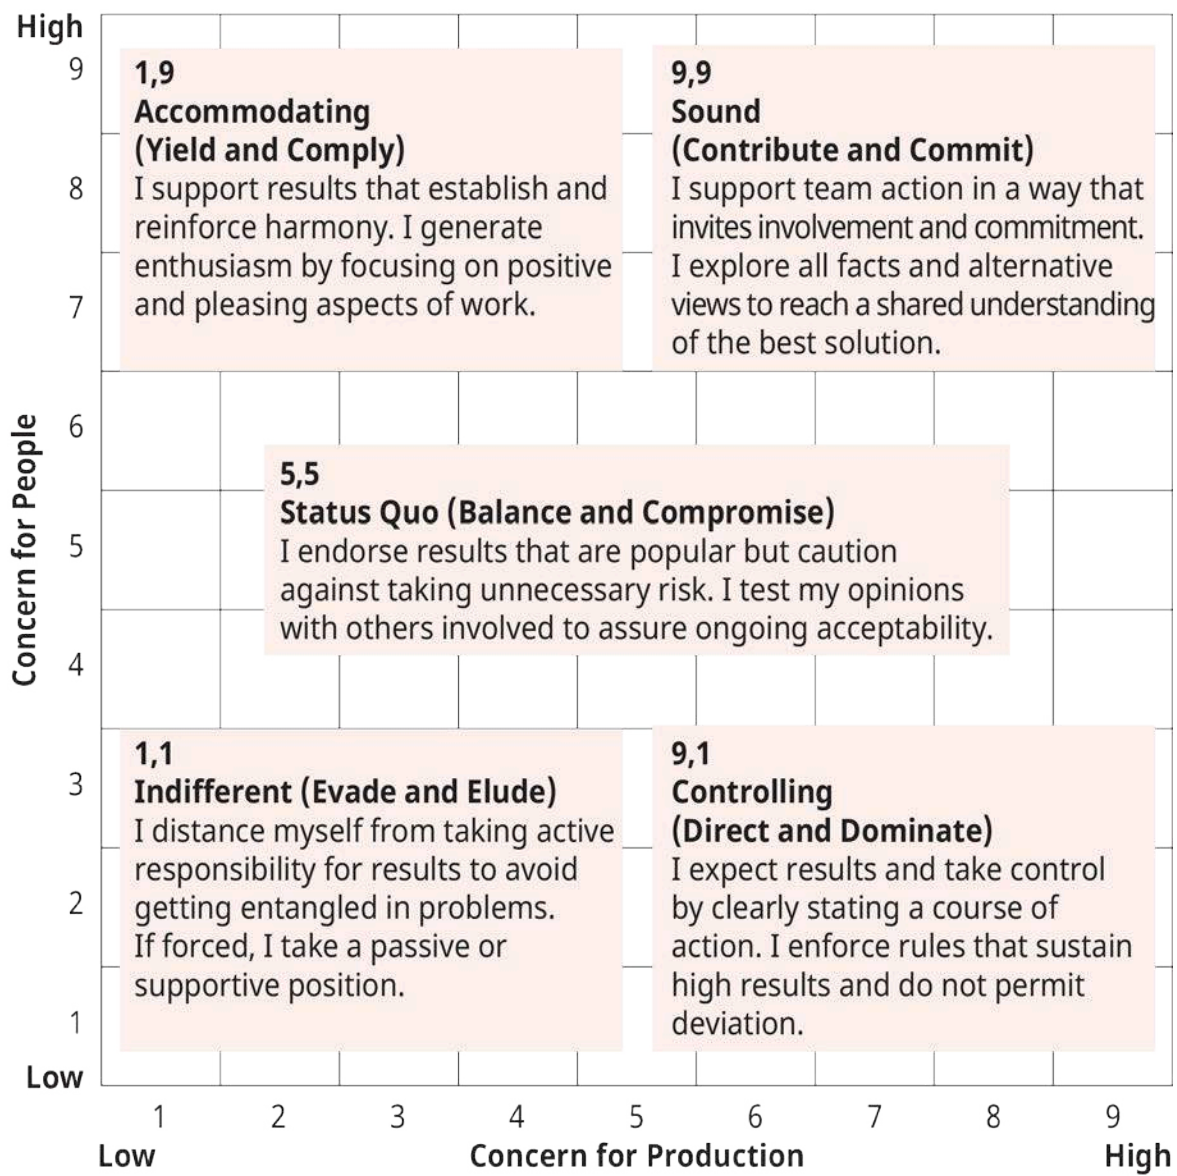 High
9
8
7
6
5
4
3
2
1
Low
Concern for People
1,9
Accommodating
(Yield and Comply)
I support results that establish and
reinforce harmony. I generate
enthusiasm by focusing on positive
and pleasing aspects of work.
9,9
Sound
(Contribute and Commit)
I support team action in a way that
invites involvement and commitment.
I explore all facts and alternative
views to reach a shared understanding
of the best solution.
5,5
Status Quo (Balance and Compromise)
I endorse results that are popular but caution
against taking unnecessary risk. I test my opinions
with others involved to assure ongoing acceptability.
1,1
Indifferent (Evade and Elude)
I distance myself from taking active
responsibility for results to avoid
getting entangled in problems.
If forced, I take a passive or
supportive position.
9,1
Controlling
(Direct and Dominate)
I expect results and take control
by clearly stating a course of
action. I enforce rules that sustain
high results and do not permit
deviation.
1 2 3 4 5 6 7 8 9
Low Concern for Production High